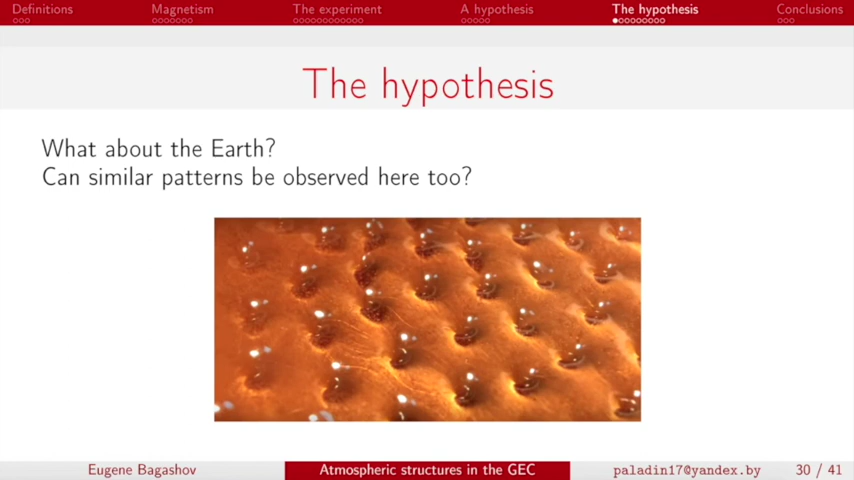 Definitions
Magnetism
The experiment
A hypothesis
The hypothesis
Conclusions
The hypothesis
What about the Earth?
Can similar patterns be observed here too?
Eugene Bagashov
Atmospheric structures in the GEC
paladin17@yandex.by
30 / 41